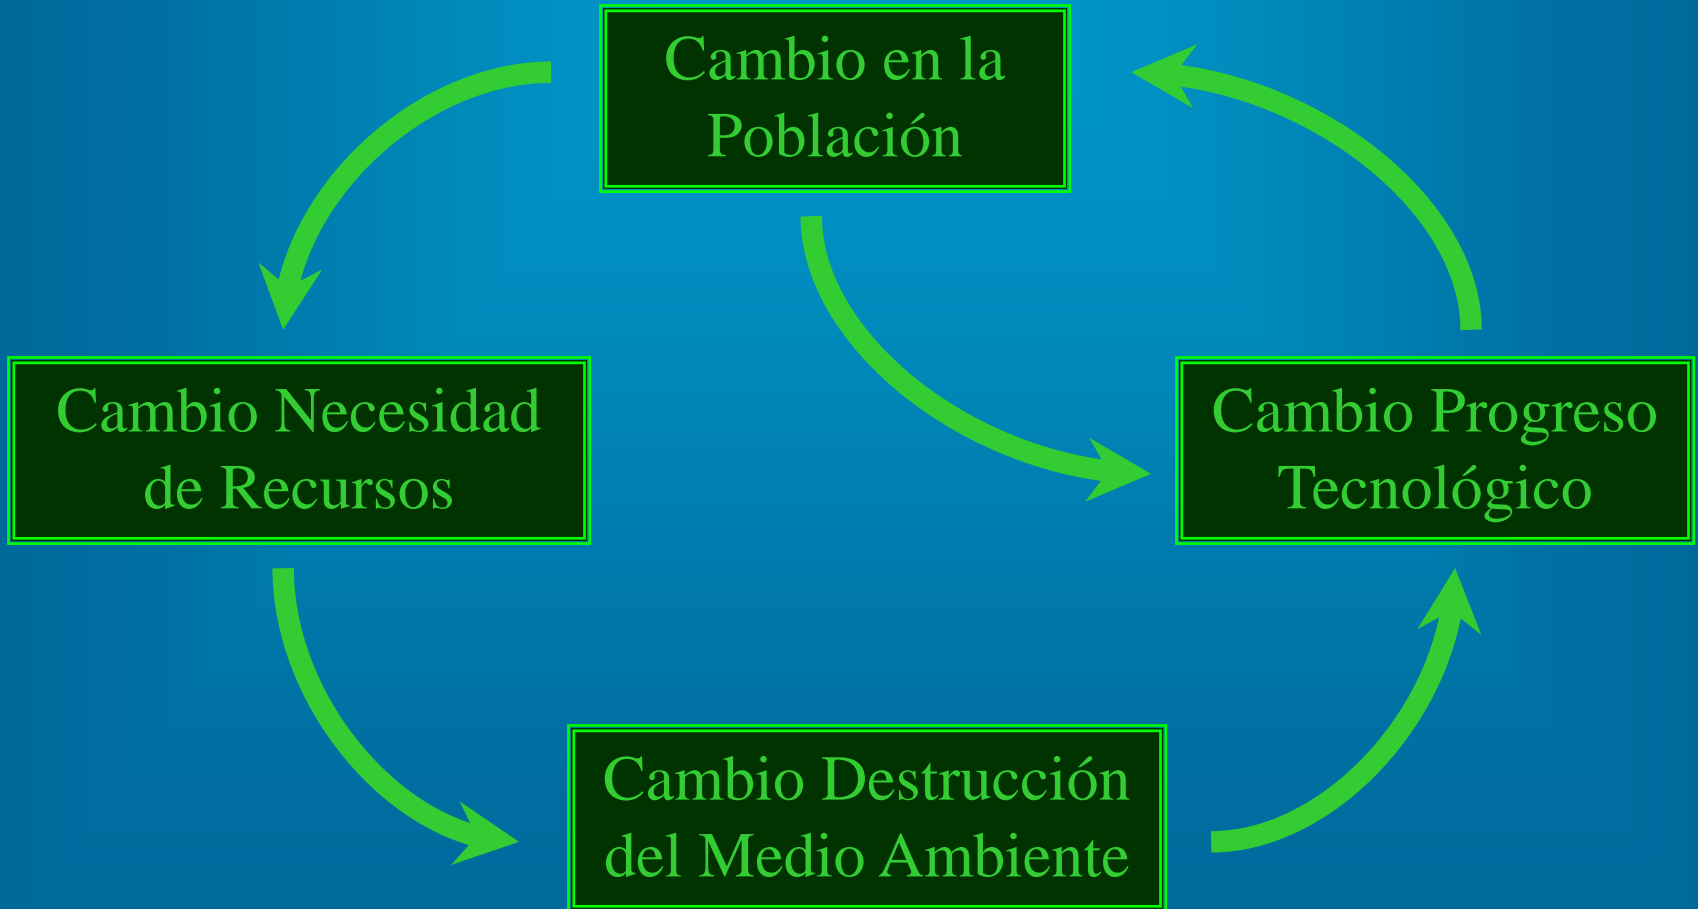 Cambio en la
Población
Cambio Necesidad
de Recursos
Cambio Progreso
Tecnológico
Cambio Destrucción
del Medio Ambiente